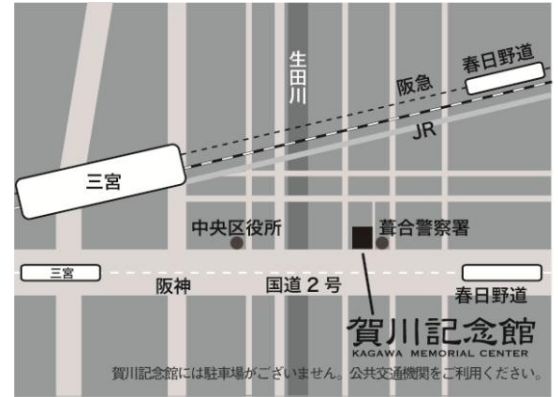 生田川
春日野道
阪急
JR
三宮
中央区役所
葺合警察署
三宮
阪神
国道2号
春日野道
賀川記念館
KAGAWA MEMORIAL CENTER
賀川記念館には駐車場がございません。公共交通機関をご利用ください。